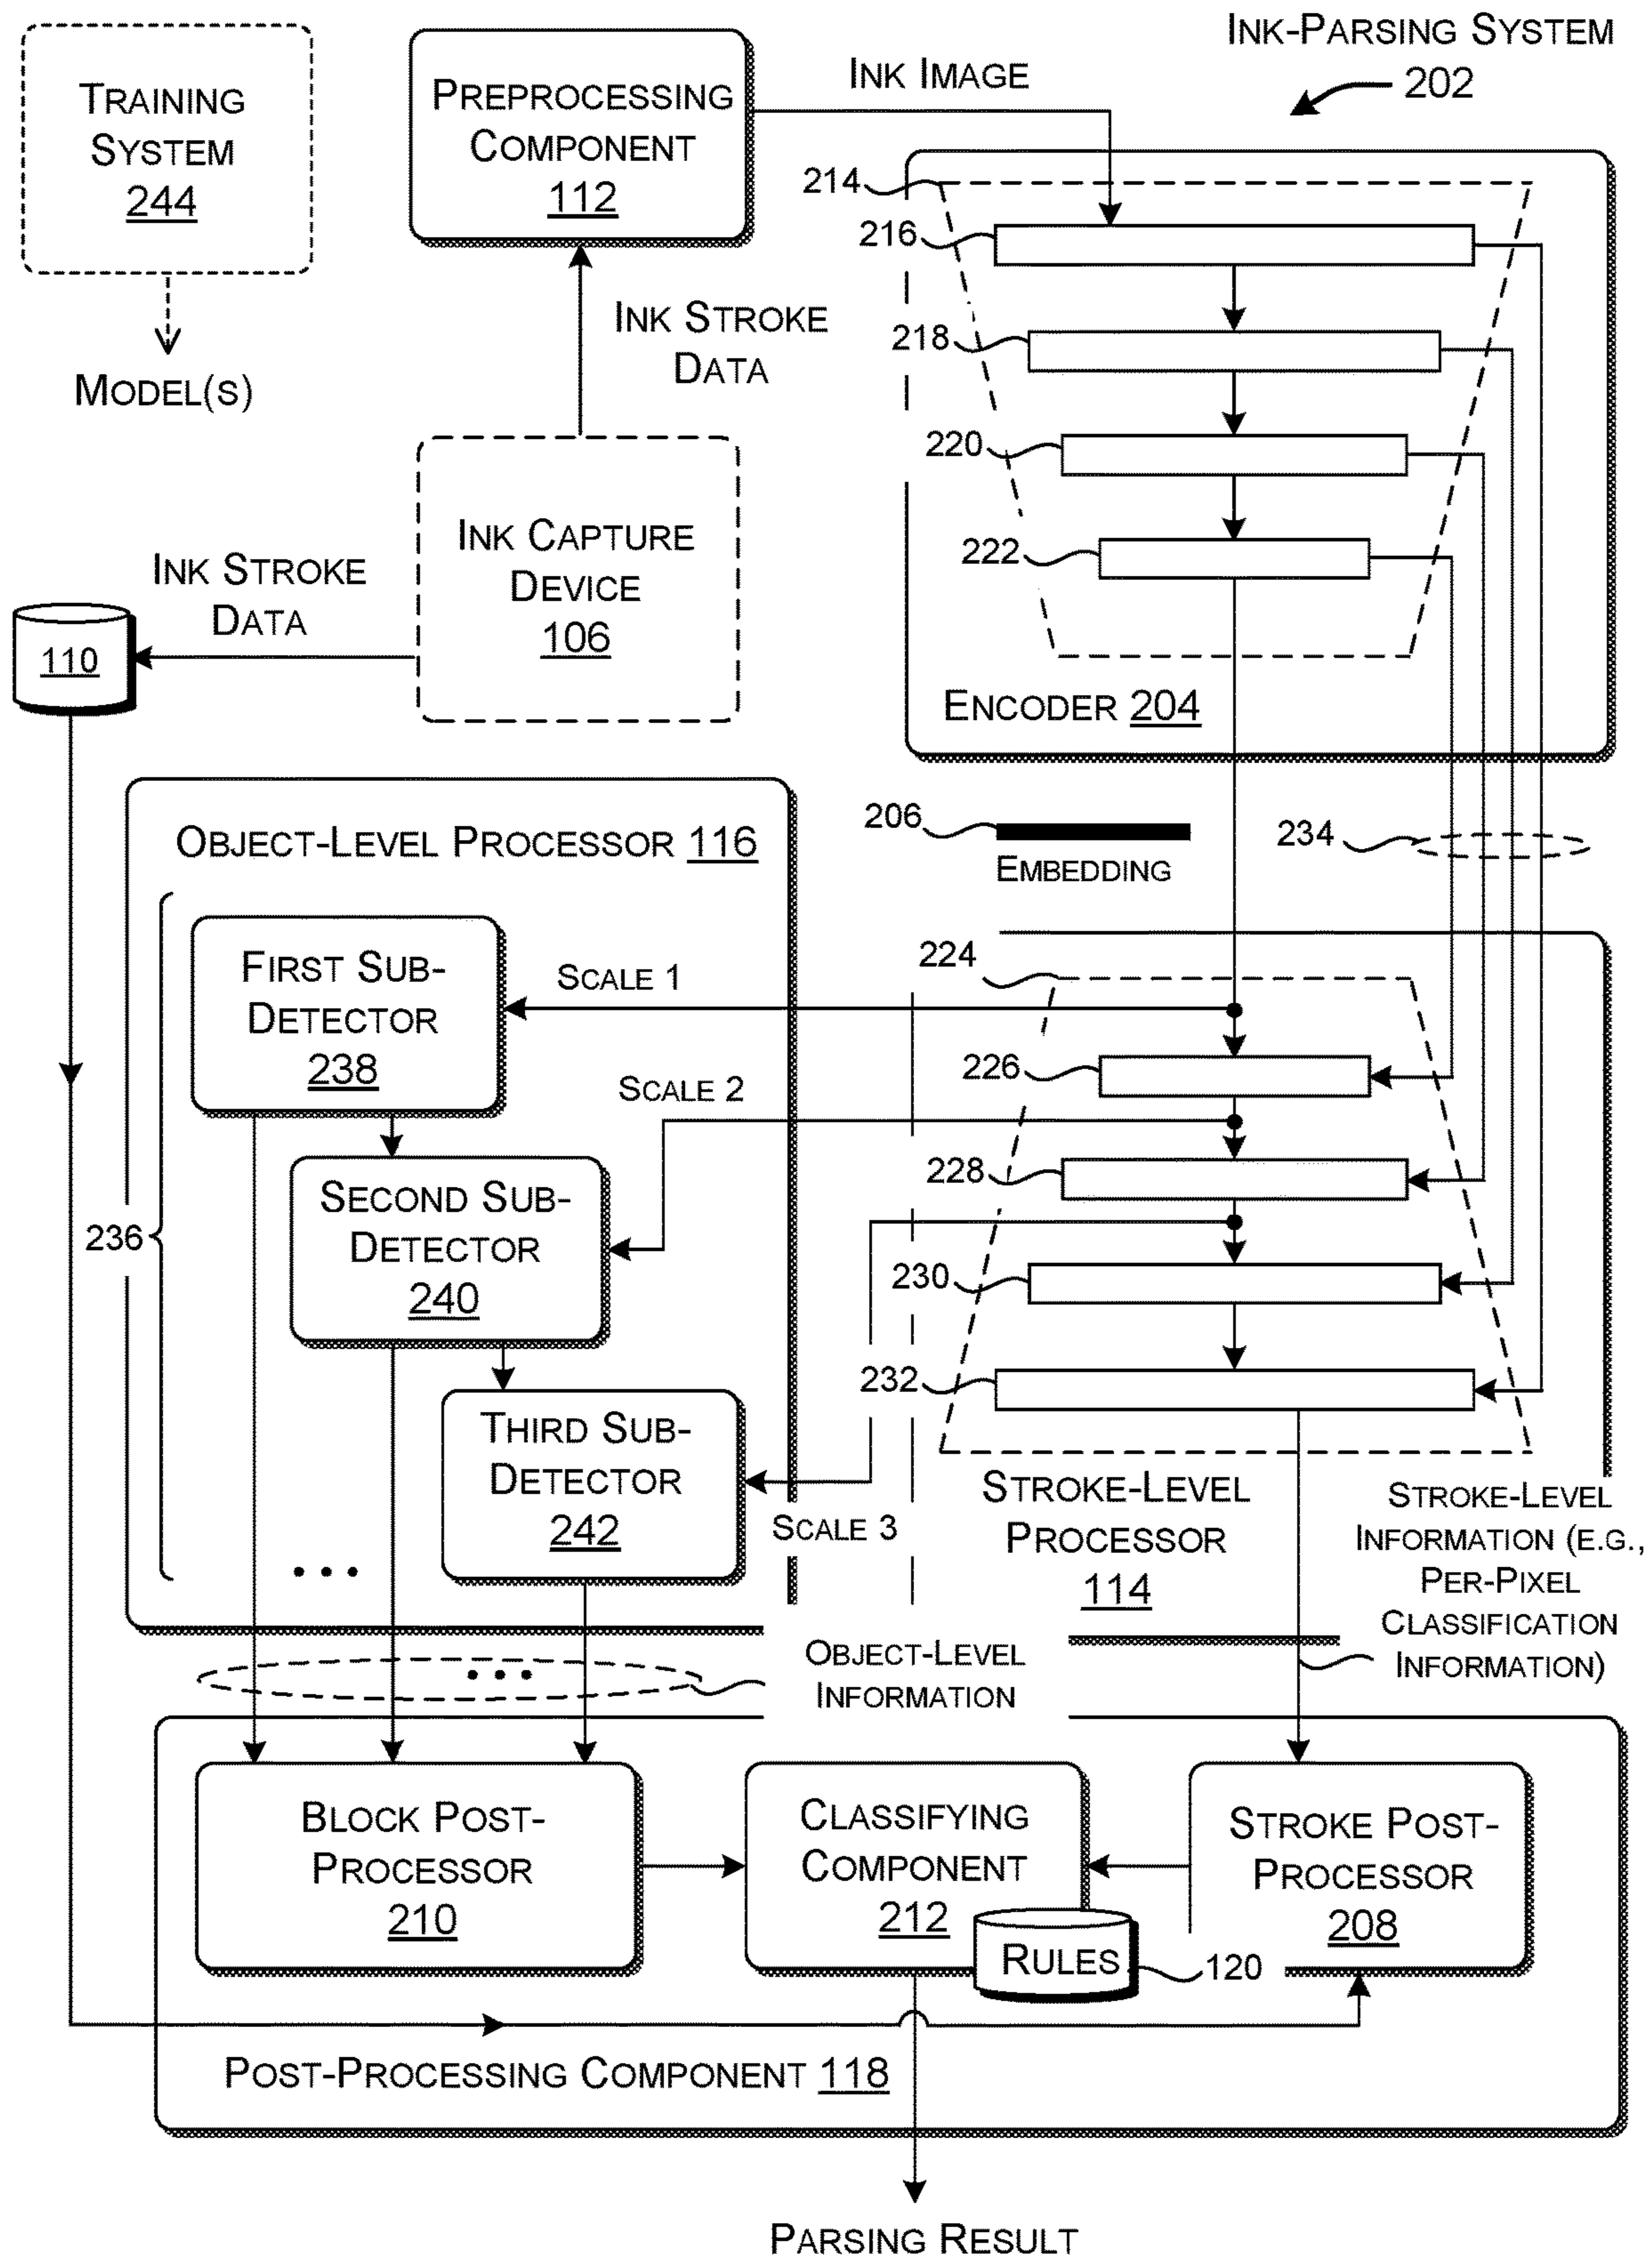 INK-PARSING SYSTEM
202
TRAINING
SYSTEM
244
MODEL(S)
PREPROCESSING
COMPONENT
112
INK IMAGE
INK STROKE
DATA
INK CAPTURE
DEVICE
106
INK STROKE
DATA
110
214
216
218
220
222
ENCODER 204
206
EMBEDDING
234
OBJECT-LEVEL PROCESSOR 116
236
FIRST SUB-
DETECTOR
238
SCALE 1
SECOND SUB-
DETECTOR
240
SCALE 2
THIRD SUB-
DETECTOR
242
SCALE 3
...
224
226
228
230
232
STROKE-LEVEL
PROCESSOR
114
STROKE-LEVEL
INFORMATION (E.G.,
PER-PIXEL
CLASSIFICATION
INFORMATION)
...
OBJECT-LEVEL
INFORMATION
BLOCK POST-
PROCESSOR
210
CLASSIFYING
COMPONENT
212
RULES
120
STROKE POST-
PROCESSOR
208
POST-PROCESSING COMPONENT 118
PARSING RESULT